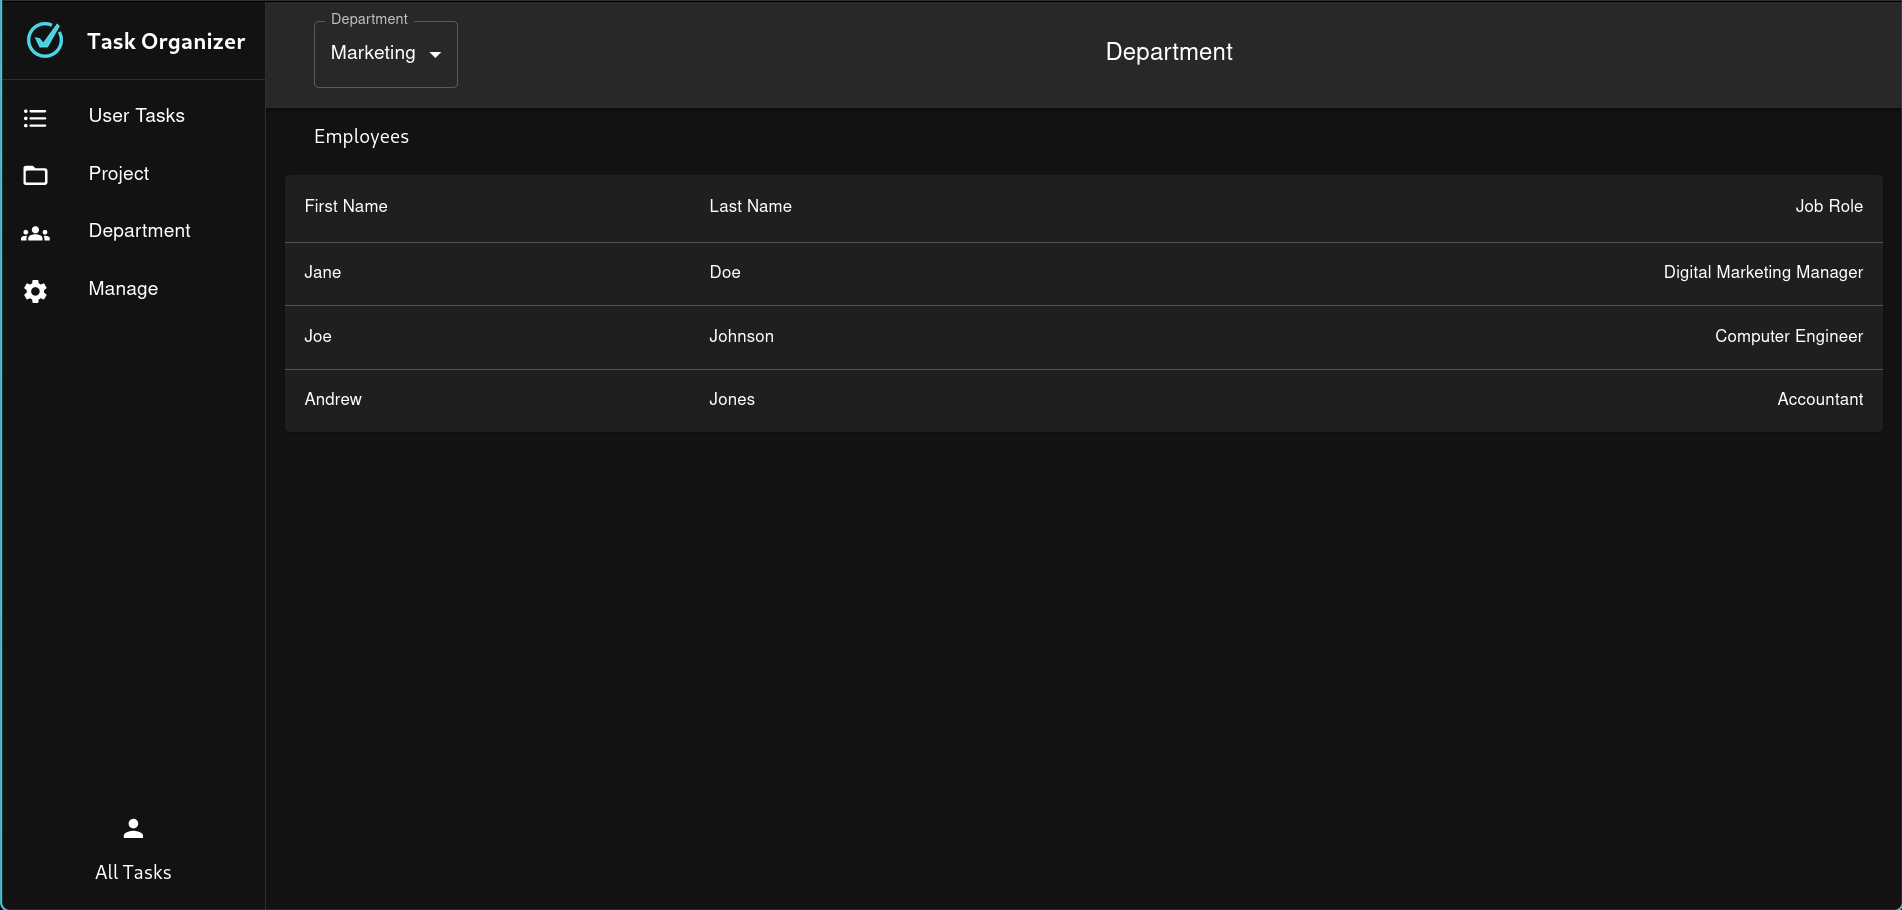 Task Organizer
User Tasks
Project
Department
Manage
All Tasks
Department
Marketing
Department
Employees
First Name Last Name Job Role
Jane Doe Digital Marketing Manager
Joe Johnson Computer Engineer
Andrew Jones Accountant